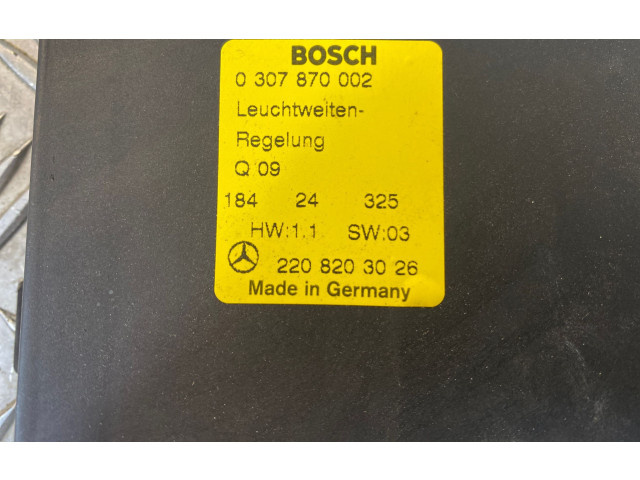 BOSCH
0 307 870 002
Leuchtweiten-
Regelung
Q 09
184 24 325
HW:1.1 SW:03
220 820 30 26
Made in Germany